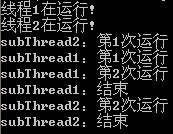 线程1在运行!
线程2在运行!
subThread2: 第1次运行
subThread1: 第1次运行
subThread1: 第2次运行
subThread1: 结束
subThread2: 第2次运行
subThread2: 结束